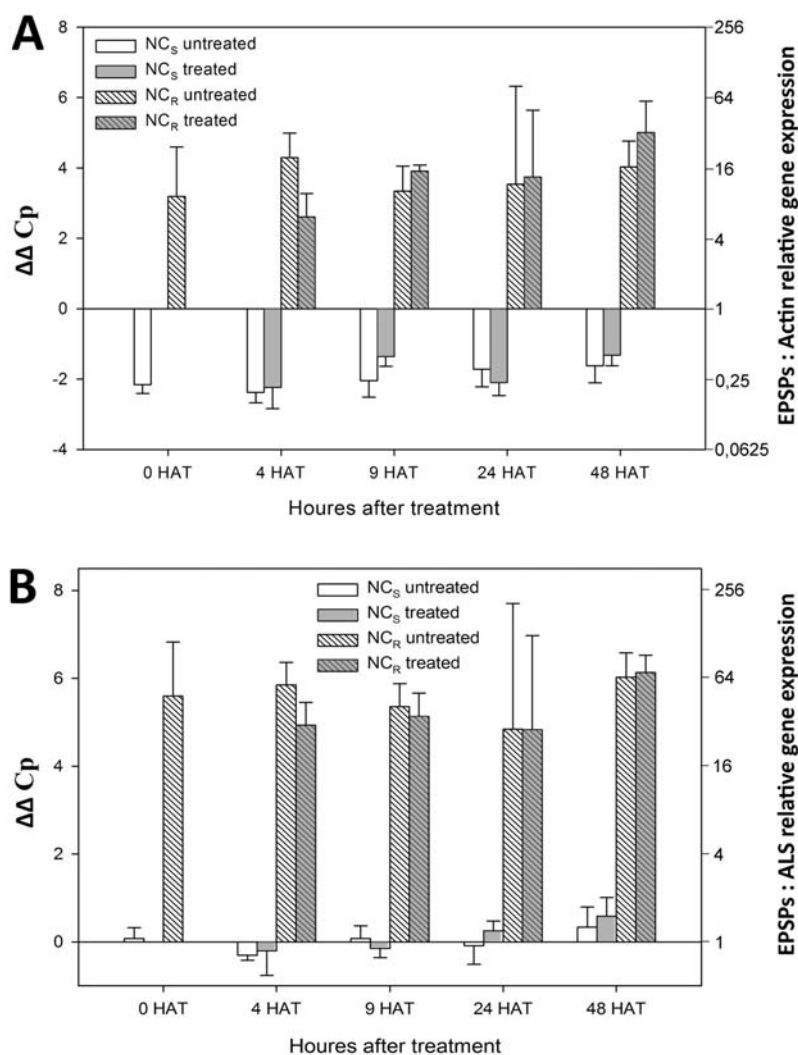 A
NCS untreated
NCS treated
NCR untreated
NCR treated
8
6
4
2
0
-2
-4
256
64
16
4
1
0,25
0,0625
ΔΔ Cp
EPSPs : Actin relative gene expression
0 HAT 4 HAT 9 HAT 24 HAT 48 HAT
Houres after treatment
B
NCS untreated
NCS treated
NCR untreated
NCR treated
8
6
4
2
0
256
64
16
4
1
ΔΔ Cp
EPSPs : ALS relative gene expression
0 HAT 4 HAT 9 HAT 24 HAT 48 HAT
Houres after treatment